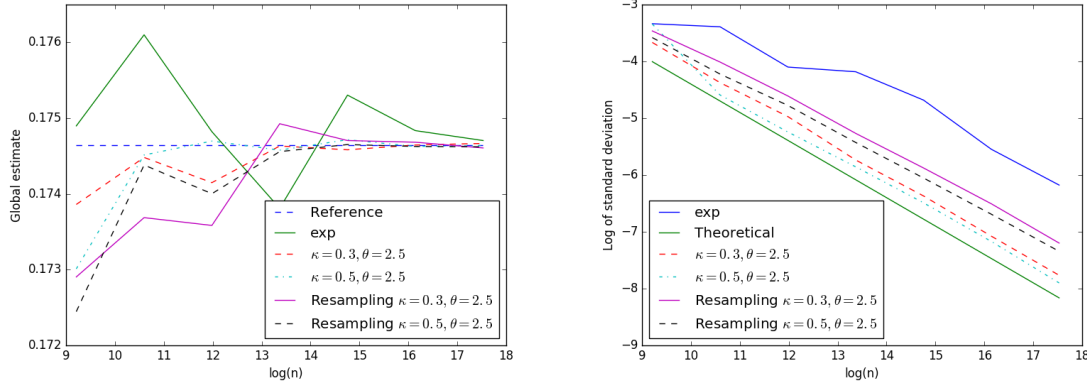 0.176
0.175
0.174
0.173
0.172
Global estimate
Reference
exp
κ = 0.3, θ = 2.5
κ = 0.5, θ = 2.5
Resampling κ = 0.3, θ = 2.5
Resampling κ = 0.5, θ = 2.5
9 10 11 12 13 14 15 16 17 18
log(n)
−3
−4
−5
−6
−7
−8
−9
Log of standard deviation
exp
Theoretical
κ = 0.3, θ = 2.5
κ = 0.5, θ = 2.5
Resampling κ = 0.3, θ = 2.5
Resampling κ = 0.5, θ = 2.5
9 10 11 12 13 14 15 16 17 18
log(n)